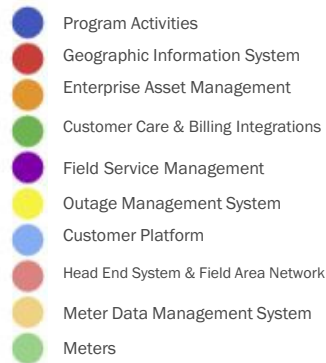 Program Activities
Geographic Information System
Enterprise Asset Management
Customer Care & Billing Integrations
Field Service Management
Outage Management System
Customer Platform
Head End System & Field Area Network
Meter Data Management System
Meters